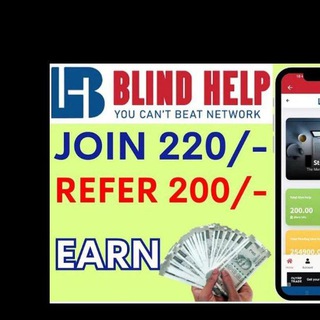 BLIND HELP
YOU CAN'T BEAT NETWORK
JOIN 220/-
REFER 200/-
EARN
200.00